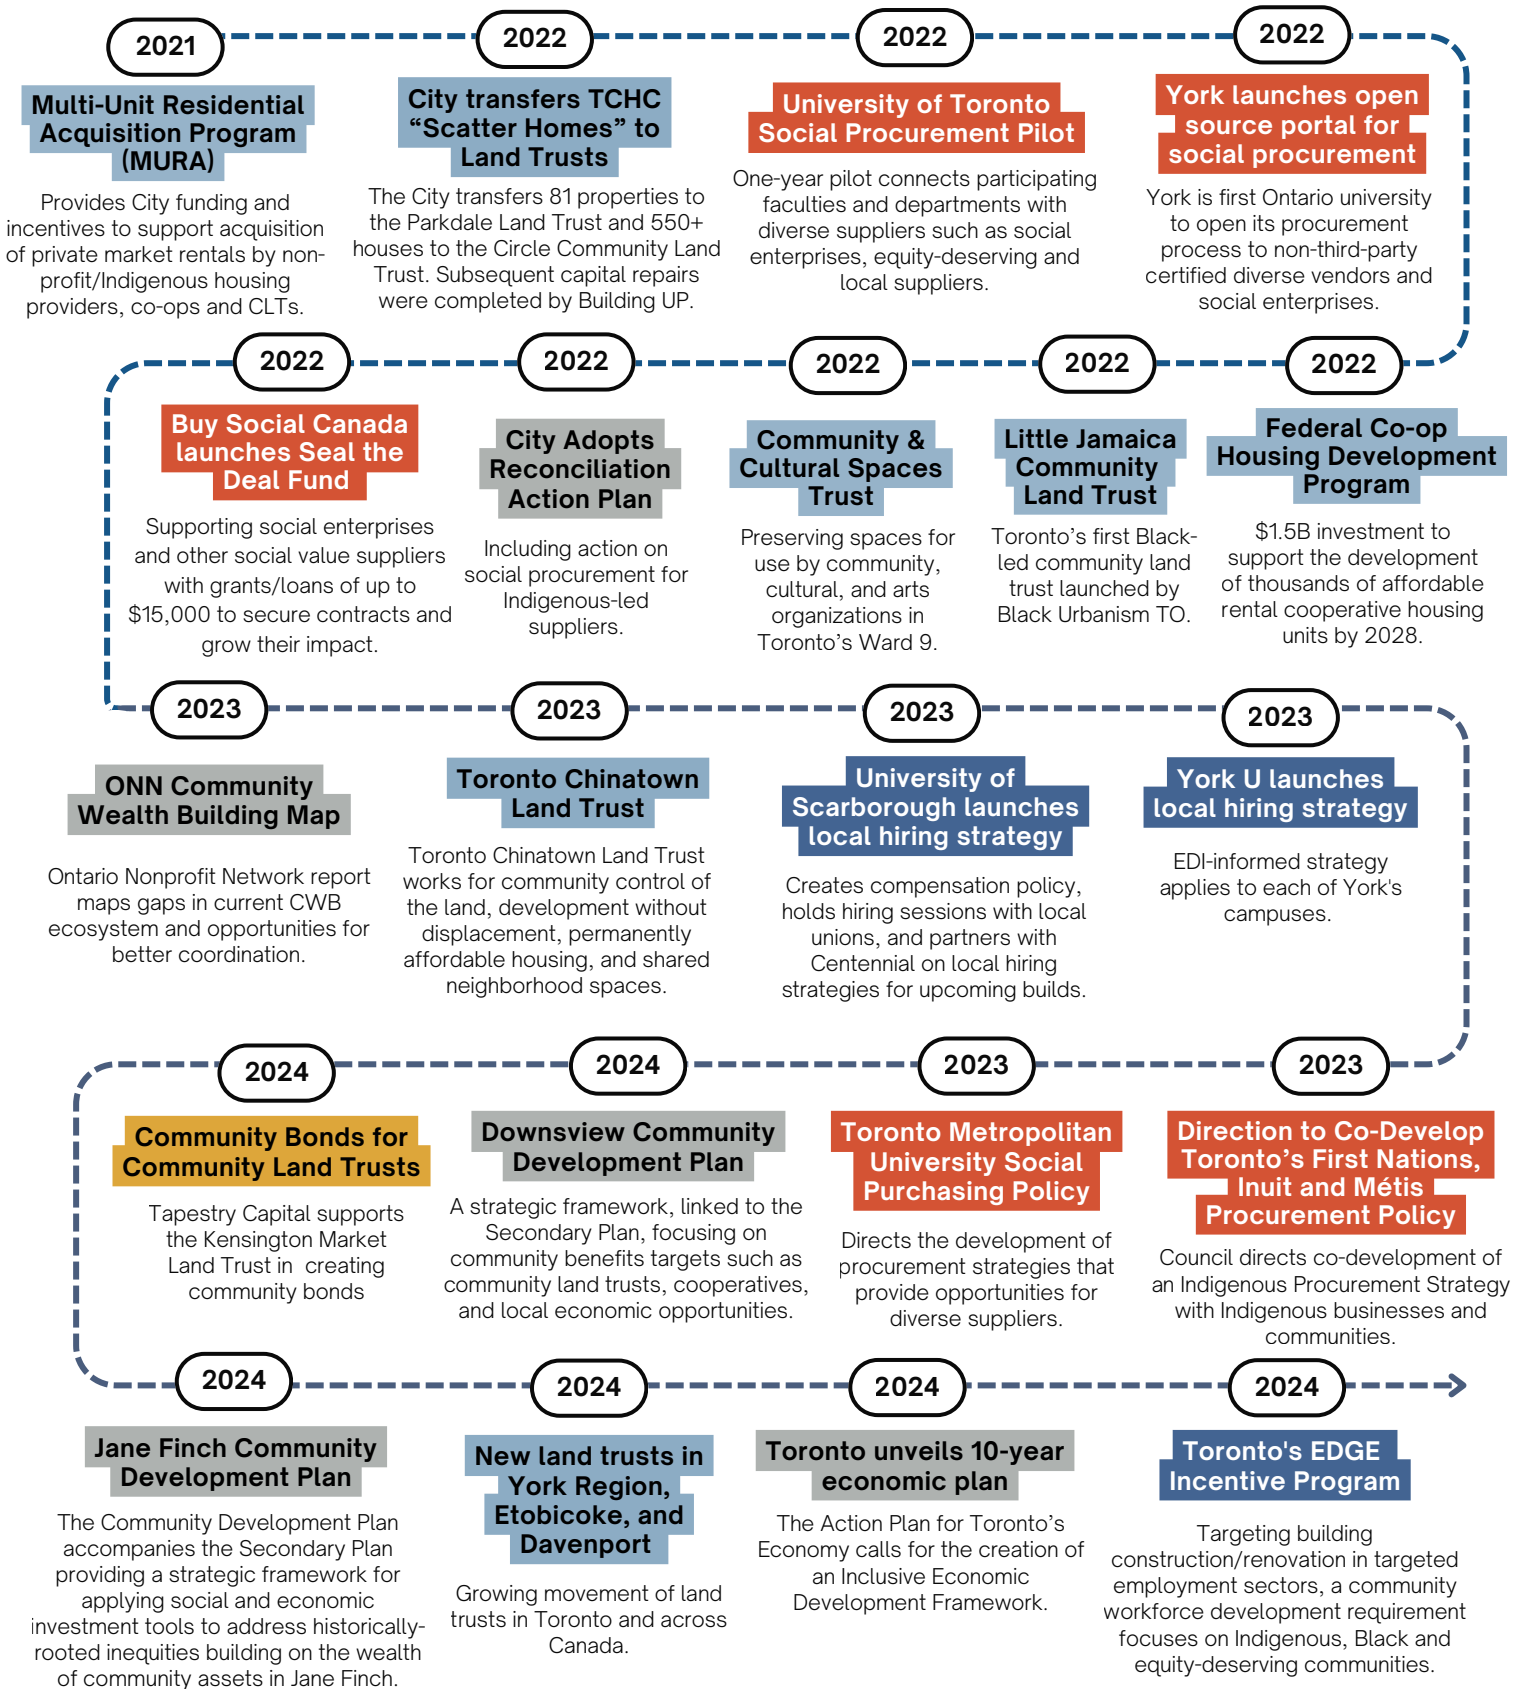 2021
Multi-Unit Residential
Acquisition Program
(MURA)
Provides City funding and
incentives to support acquisition
of private market rentals by non-
profit/Indigenous housing
providers, co-ops and CLTs.
2022
City transfers TCHC
“Scatter Homes” to
Land Trusts
The City transfers 81 properties to
the Parkdale Land Trust and 550+
houses to the Circle Community Land
Trust. Subsequent capital repairs
were completed by Building UP.
2022
University of Toronto
Social Procurement Pilot
One-year pilot connects participating
faculties and departments with
diverse suppliers such as social
enterprises, equity-deserving and
local suppliers.
2022
York launches open
source portal for
social procurement
York is first Ontario university
to open its procurement
process to non-third-party
certified diverse vendors and
social enterprises.
2022
Buy Social Canada
launches Seal the
Deal Fund
Supporting social enterprises
and other social value suppliers
with grants/loans of up to
$15,000 to secure contracts and
grow their impact.
2022
City Adopts
Reconciliation
Action Plan
Including action on
social procurement for
Indigenous-led
suppliers.
2022
Community &
Cultural Spaces
Trust
Preserving spaces for
use by community,
cultural, and arts
organizations in
Toronto’s Ward 9.
2022
Little Jamaica
Community
Land Trust
Toronto’s first Black-
led community land
trust launched by
Black Urbanism TO.
2022
Federal Co-op
Housing Development
Program
$1.5B investment to
support the development
of thousands of affordable
rental cooperative housing
units by 2028.
2023
ONN Community
Wealth Building Map
Ontario Nonprofit Network report
maps gaps in current CWB
ecosystem and opportunities for
better coordination.
2023
Toronto Chinatown
Land Trust
Toronto Chinatown Land Trust
works for community control of
the land, development without
displacement, permanently
affordable housing, and shared
neighborhood spaces.
2023
University of
Scarborough launches
local hiring strategy
Creates compensation policy,
holds hiring sessions with local
unions, and partners with
Centennial on local hiring
strategies for upcoming builds.
2023
York U launches
local hiring strategy
EDI-informed strategy
applies to each of York's
campuses.
2024
Community Bonds for
Community Land Trusts
Tapestry Capital supports
the Kensington Market
Land Trust in creating
community bonds
2024
Downsview Community
Development Plan
A strategic framework, linked to the
Secondary Plan, focusing on
community benefits targets such as
community land trusts, cooperatives,
and local economic opportunities.
2023
Toronto Metropolitan
University Social
Purchasing Policy
Directs the development of
procurement strategies that
provide opportunities for
diverse suppliers.
2023
Direction to Co-Develop
Toronto’s First Nations,
Inuit and Métis
Procurement Policy
Council directs co-development of
an Indigenous Procurement Strategy
with Indigenous businesses and
communities.
2024
Jane Finch Community
Development Plan
The Community Development Plan
accompanies the Secondary Plan
providing a strategic framework for
applying social and economic
investment tools to address historically-
rooted inequities building on the wealth
of community assets in Jane Finch.
2024
New land trusts in
York Region,
Etobicoke, and
Davenport
Growing movement of land
trusts in Toronto and across
Canada.
2024
Toronto unveils 10-year
economic plan
The Action Plan for Toronto’s
Economy calls for the creation of
an Inclusive Economic
Development Framework.
2024
Toronto's EDGE
Incentive Program
Targeting building
construction/renovation in targeted
employment sectors, a community
workforce development requirement
focuses on Indigenous, Black and
equity-deserving communities.